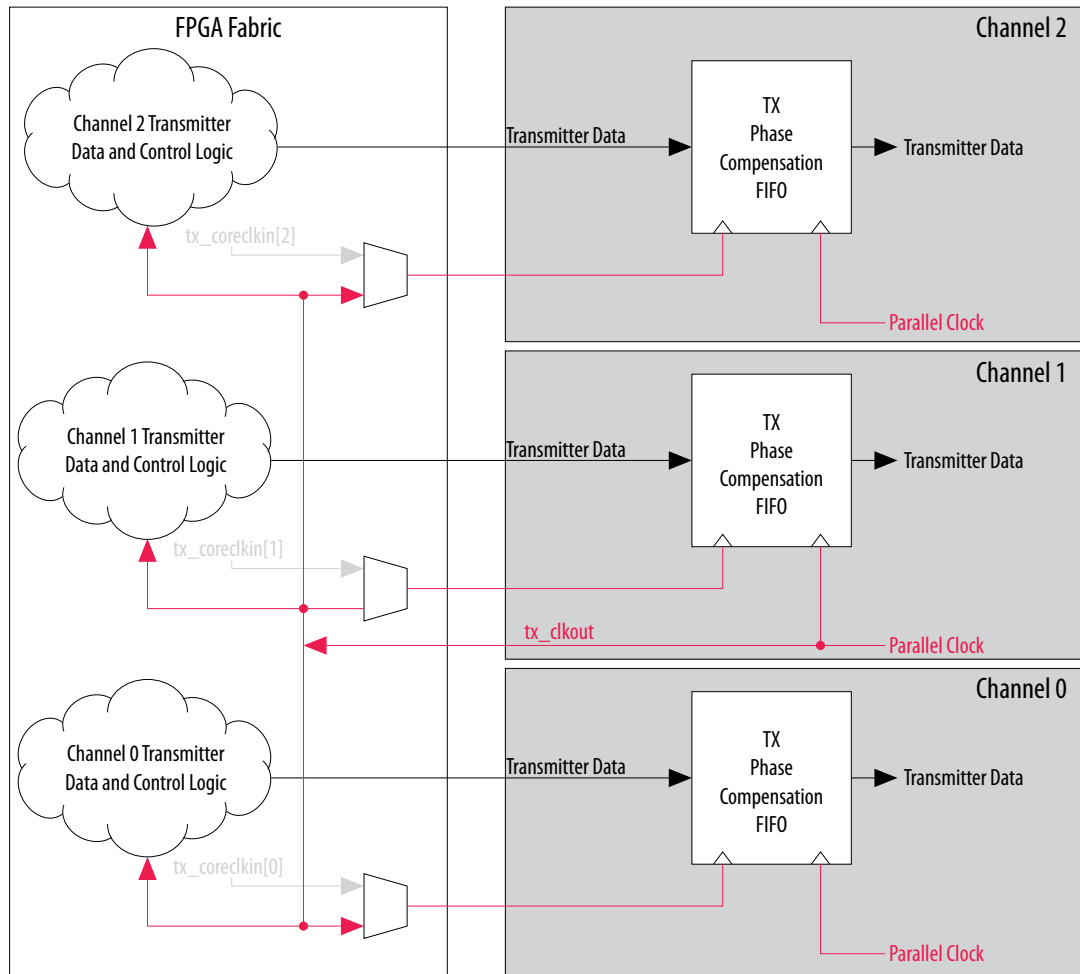 FPGA Fabric
Channel 2
Channel 2 Transmitter
Data and Control Logic
Transmitter Data
TX
Phase
Compensation
FIFO
Transmitter Data
tx_coreclkin[2]
Parallel Clock
Channel 1
Channel 1 Transmitter
Data and Control Logic
Transmitter Data
TX
Phase
Compensation
FIFO
Transmitter Data
tx_coreclkin[1]
tx_clkout
Parallel Clock
Channel 0
Channel 0 Transmitter
Data and Control Logic
Transmitter Data
TX
Phase
Compensation
FIFO
Transmitter Data
tx_coreclkin[0]
Parallel Clock